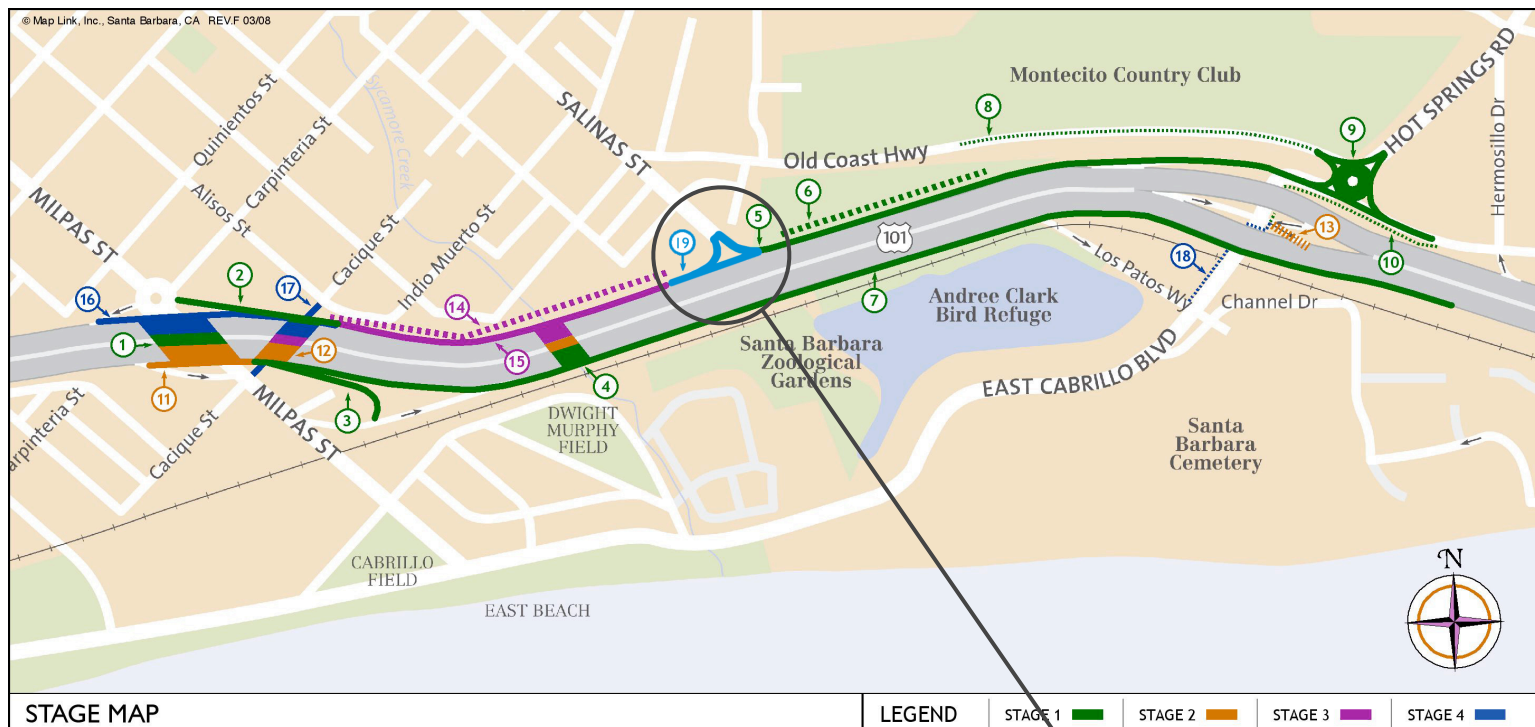 © Map Link, Inc., Santa Barbara, CA REV.F 03/08
Montecito Country Club
HOT SPRINGS RD
Hermosillo Dr
8
9
Old Coast Hwy
SALINAS ST
Sycamore Creek
Quinientos St
Carpinteria St
Alisos St
MILPAS ST
Cacique St
Indio Muerto St
6
5
19
101
13
10
18
Los Patos Wy
Channel Dr
7
Andree Clark
Bird Refuge
2
17
16
14
1
12
15
11
3
4
Santa Barbara
Zoological
Gardens
EAST CABRILLO BLVD
MILPAS ST
Cacique St
arpinteria St
DWIGHT
MURPHY
FIELD
Santa
Barbara
Cemetery
CABRILLO
FIELD
EAST BEACH
N
STAGE MAP
LEGEND
STAGE 1
STAGE 2
STAGE 3
STAGE 4